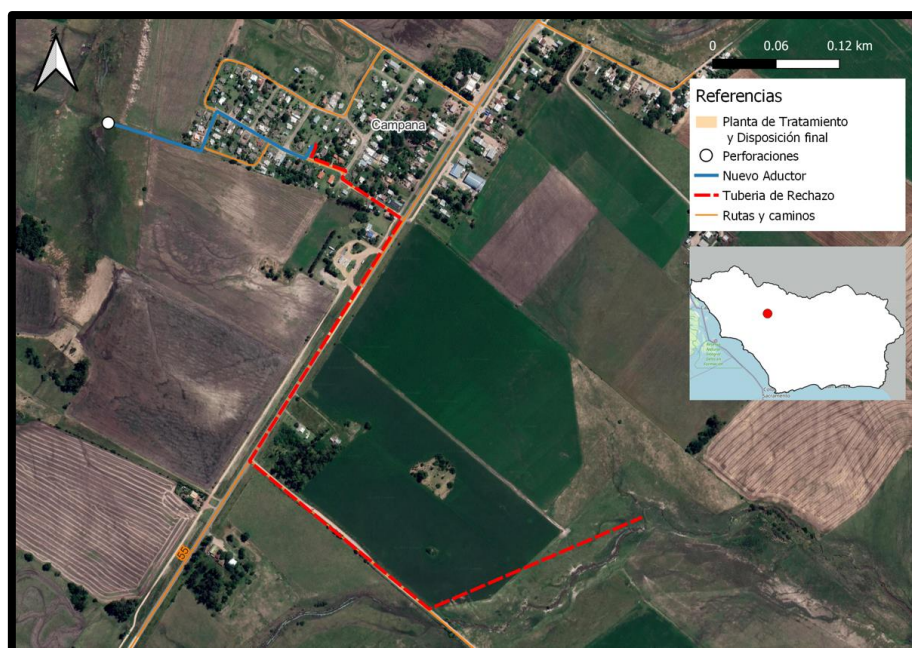 0 0.06 0.12 km
Referencias
Planta de Tratamiento
y Disposición final
Perforaciones
Nuevo Aductor
Tuberia de Rechazo
Rutas y caminos
Campana
55